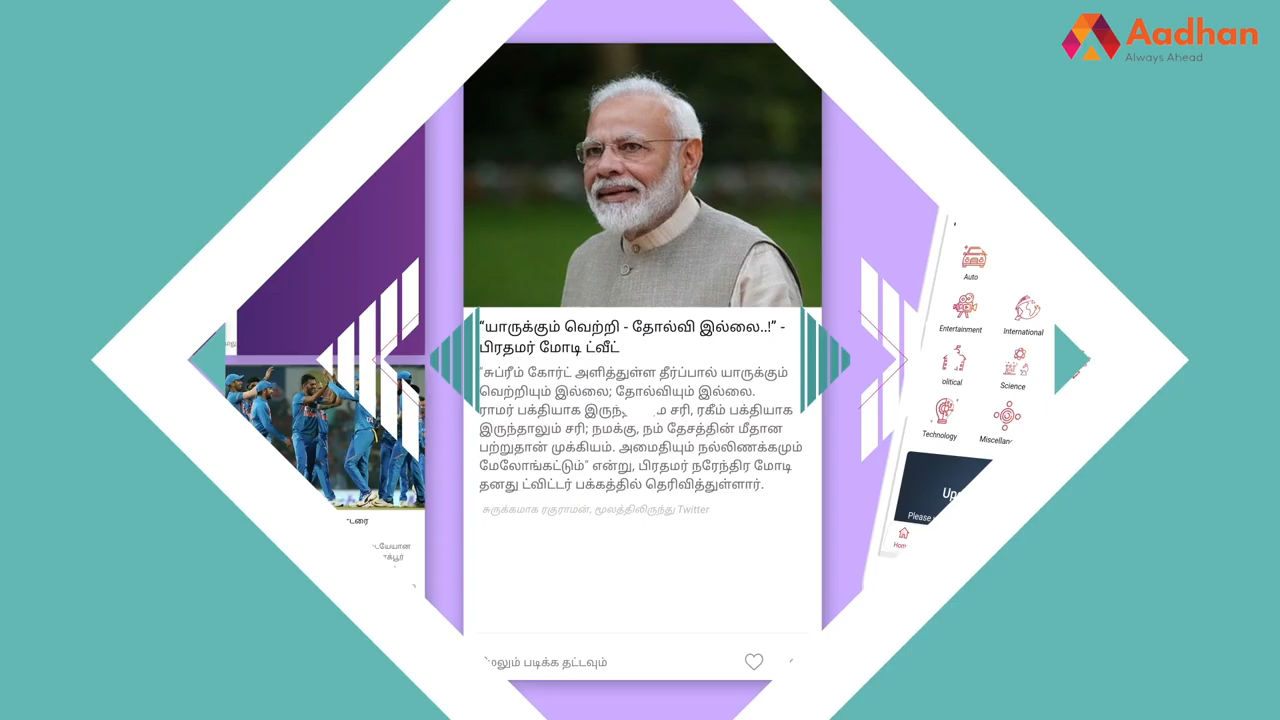 Aadhan
Always Ahead
“யாருக்கும் வெற்றி - தோல்வி இல்லை..!” -
பிரதமர் மோடி ட்வீட்
"சுப்ரீம் கோர்ட் அளித்துள்ள தீர்ப்பால் யாருக்கும்
வெற்றியும் இல்லை; தோல்வியும் இல்லை.
ராமர் பக்தியாக சரி, ரகீம் பக்தியாக
இருந்தாலும் சரி; நமக்கு, நம் தேசத்தின் மீதான
பற்றுதான் முக்கியம். அமைதியும் நல்லிணக்கமும்
மேலோங்கட்டும்" என்று, பிரதமர் நரேந்திர மோடி
தனது ட்விட்டர் பக்கத்தில் தெரிவித்துள்ளார்.
சுருக்கமாக ரகுராமன், மூலத்திலிருந்து Twitter
படிக்க தட்டவும்
Auto
Entertainment International
Science
Technology
Please